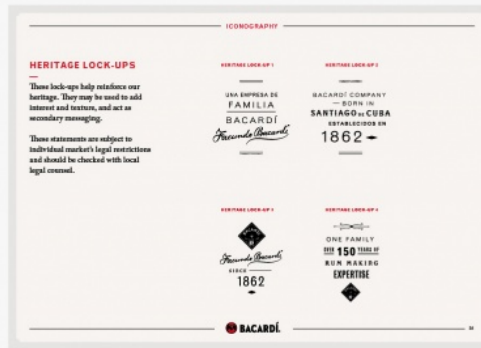 ICONOGRAPHY
HERITAGE LOCK-UPS
These lock-ups help reinforce our
heritage. They may be used to add
interest and texture, and act as
secondary messaging.
These statements are subject to
individual market's legal restrictions
and should be checked with local
legal counsel.
HERITAGE LOCK-UP 1
UNA EMPRESA DE
FAMILIA
BACARDÍ
Facundo Bacardí
HERITAGE LOCK-UP 2
BACARDÍ COMPANY
BORN IN
SANTIAGO DE CUBA
ESTABLECIDOS EN
1862
HERITAGE LOCK-UP 3
Facundo Bacardí
SINCE
1862
HERITAGE LOCK-UP 4
ONE FAMILY
OVER 150 YEARS OF
RUM MAKING
EXPERTISE
BACARDÍ.